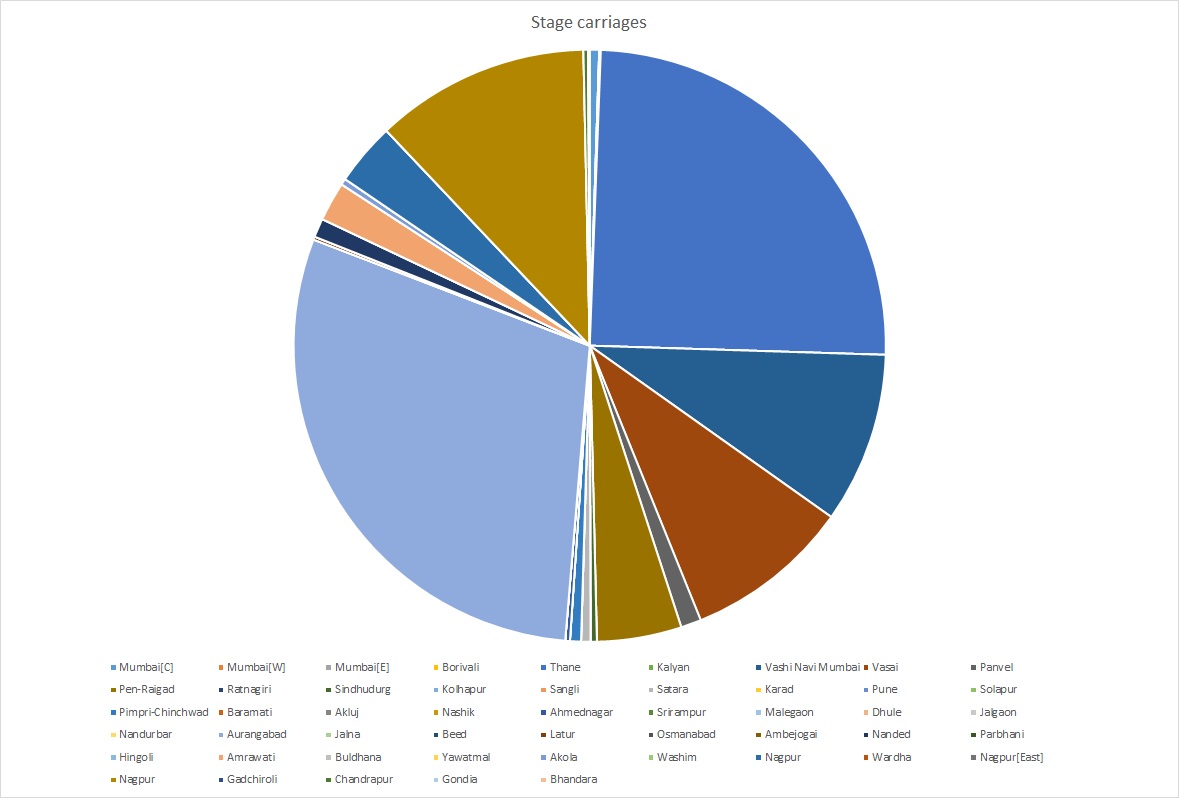 Stage carriages
Mumbai[C] Mumbai[W] Mumbai[E] Borivali Thane Kalyan Vashi Navi Mumbai Vasai Panvel
Pen-Raigad Ratnagiri Sindhudurg Kolhapur Sangli Satara Karad Pune Solapur
Pimpri-Chinchwad Baramati Akluj Nashik Ahmednagar Srirampur Malegaon Dhule Jalgaon
Nandurbar Aurangabad Jalna Beed Latur Osmanabad Ambejogai Nanded Parbhani
Hingoli Amrawati Buldhana Yawatmal Akola Washim Nagpur Wardha Nagpur[East]
Nagpur Gadchiroli Chandrapur Gondia Bhandara